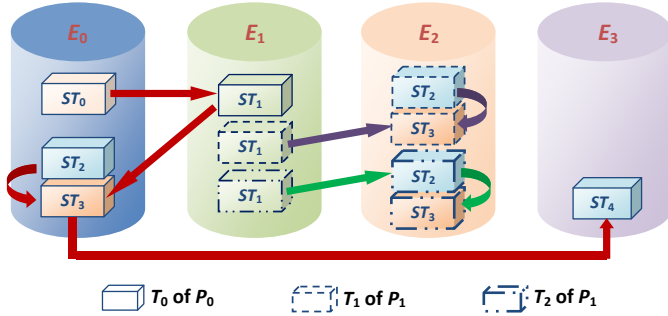 E₀ E₁ E₂ E₃
ST₀ ST₁ ST₂
ST₁ ST₃
ST₂ ST₂
ST₃ ST₁ ST₃ ST₄
T₀ of P₀ T₁ of P₁ T₂ of P₁